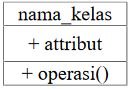 nama_kelas
+ attribut
+ operasi()